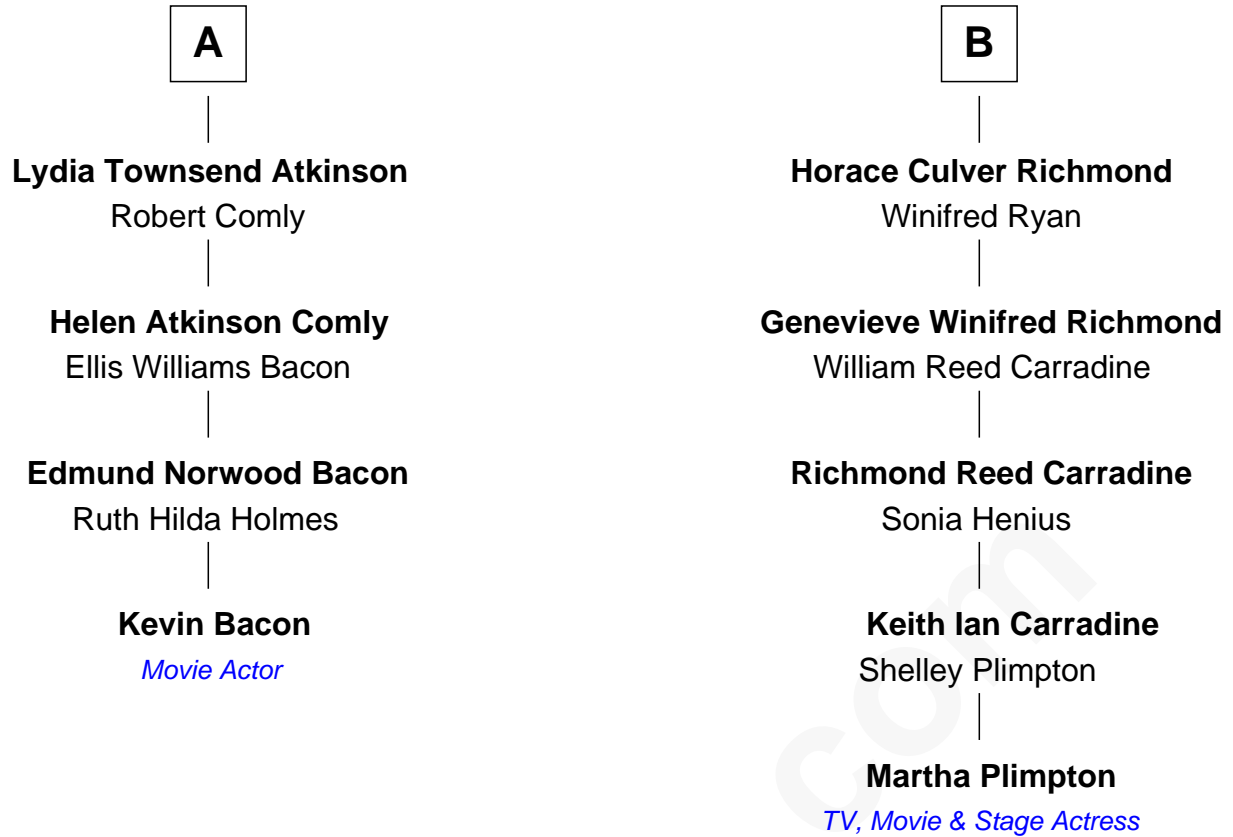 A
Lydia Townsend Atkinson
Robert Comly
Helen Atkinson Comly
Ellis Williams Bacon
Edmund Norwood Bacon
Ruth Hilda Holmes
Kevin Bacon
Movie Actor
B
Horace Culver Richmond
Winifred Ryan
Genevieve Winifred Richmond
William Reed Carradine
Richmond Reed Carradine
Sonia Henius
Keith Ian Carradine
Shelley Plimpton
Martha Plimpton
TV, Movie & Stage Actress
com